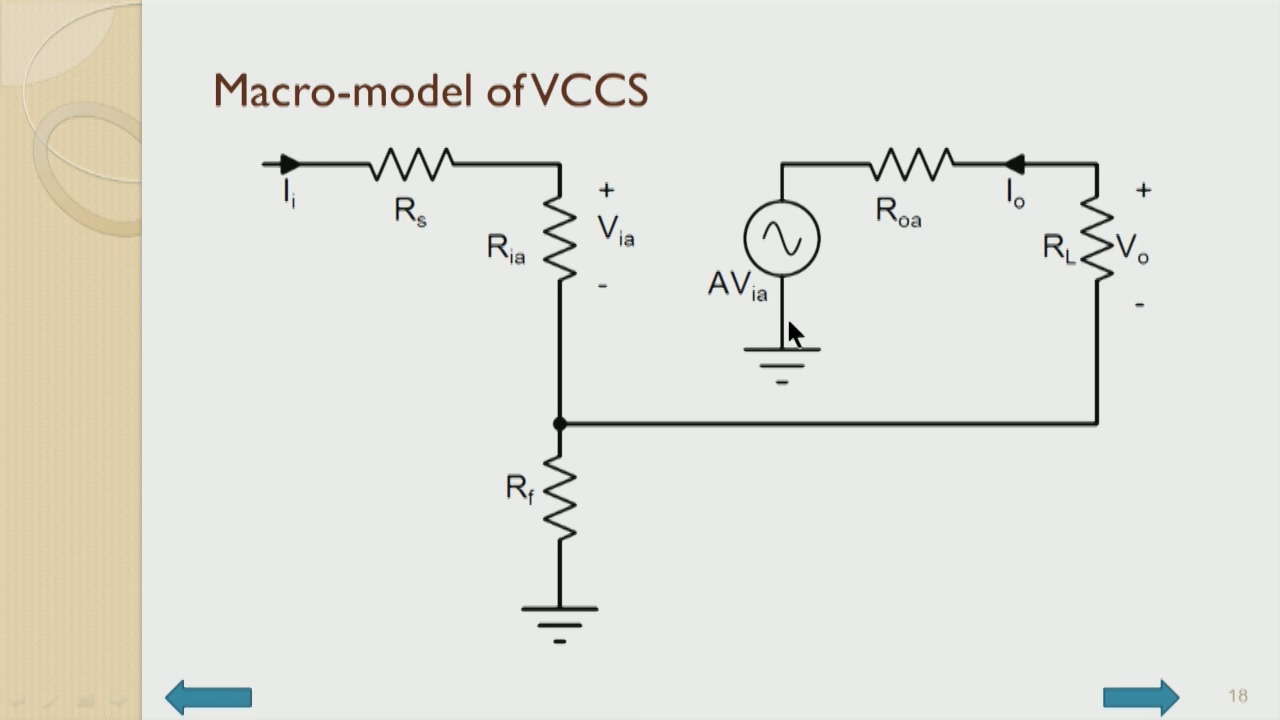 Macro-model of VCCS
Ii
Rs
Ria
+
Via
-
AVia
Roa
Io
RL
+
Vo
-
Rf
18